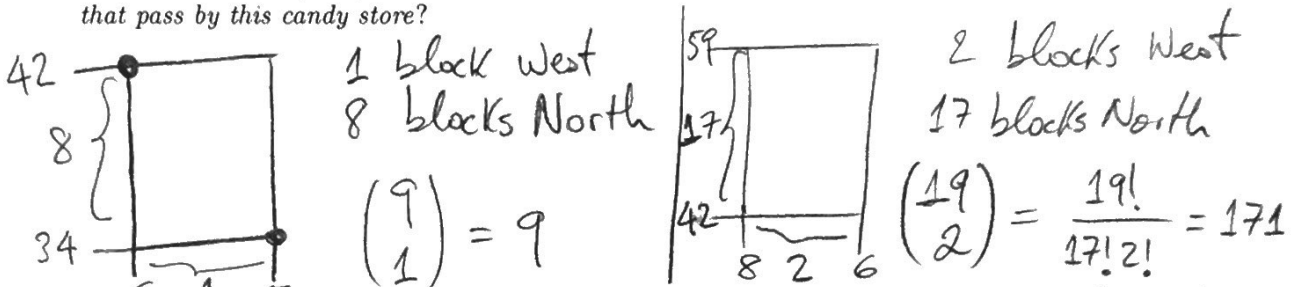 that pass by this candy store?
42
1 block West
8 blocks North
8
34
(9 1) = 9
59
2 blocks West
17 blocks North
17
42
8 2 6
(19 2) = 19! / 17! 2! = 171